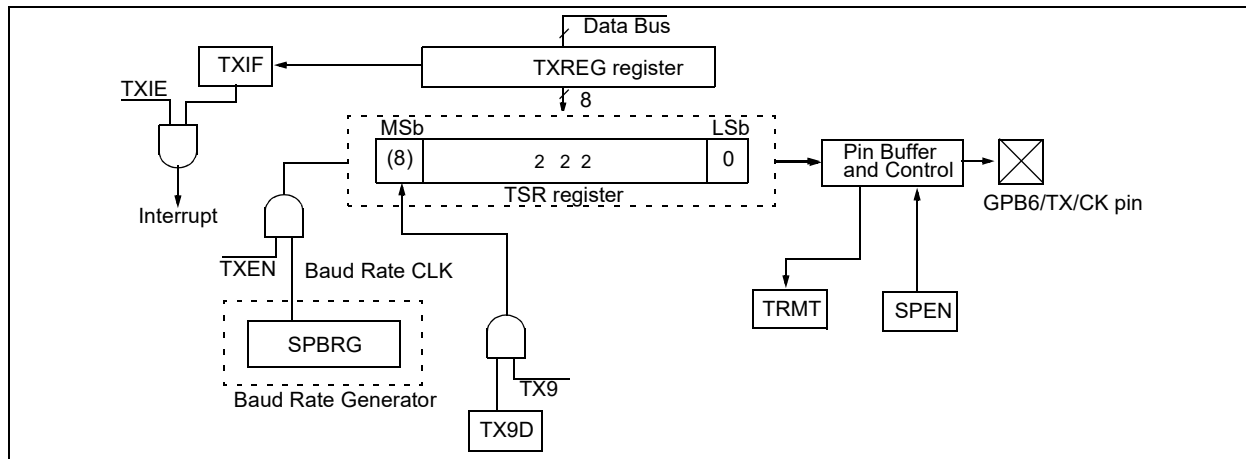 Data Bus
TXIF
TXREG register
TXIE
8
MSb
LSb
(8)
2 2 2
0
Pin Buffer
and Control
TSR register
GPB6/TX/CK pin
Interrupt
TXEN
Baud Rate CLK
TRMT
SPEN
SPBRG
TX9
Baud Rate Generator
TX9D